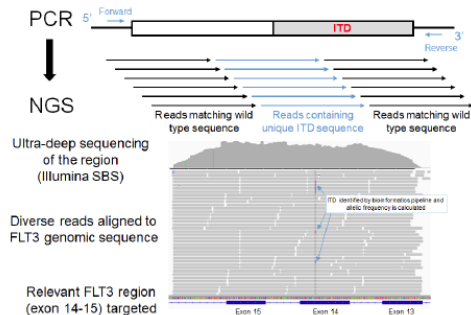 PCR
5'
Forward
ITD
3'
Reverse
NGS
Reads matching wild
type sequence
Reads containing
unique ITD sequence
Reads matching wild
type sequence
Ultra-deep sequencing
of the region
(Illumina SBS)
ITD identified by bioinformatics pipeline and
allelic frequency is calculated
Diverse reads aligned to
FLT3 genomic sequence
Relevant FLT3 region
(exon 14-15) targeted
Exon 15
Exon 14
Exon 13